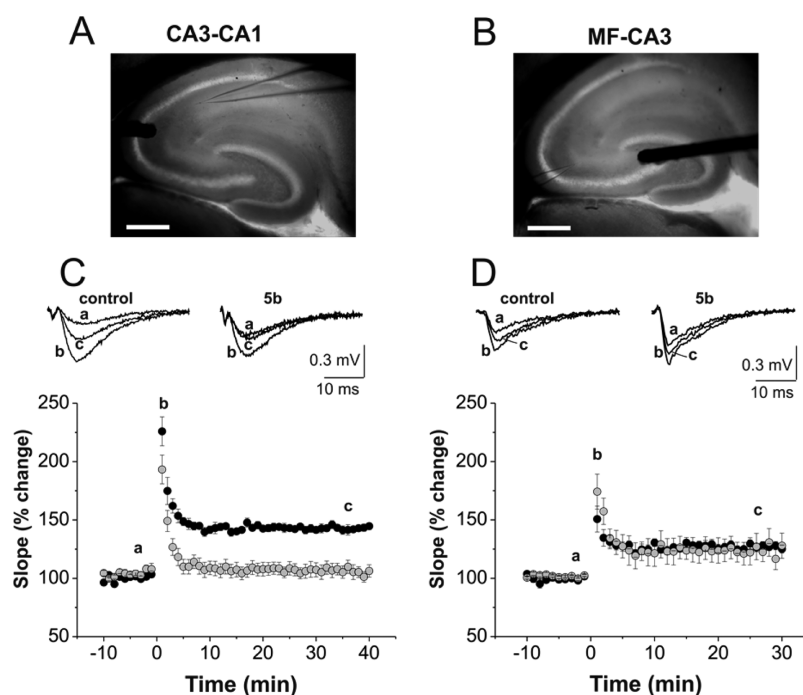 A CA3-CA1
B MF-CA3
C
control 5b
a
b
c
a
b
c
0.3 mV
10 ms
Slope (% change)
250
200
150
100
50
b
a
c
-10 0 10 20 30 40
Time (min)
D
control 5b
a
b
c
a
b
c
0.3 mV
10 ms
Slope (% change)
250
200
150
100
50
b
a
c
-10 0 10 20 30
Time (min)